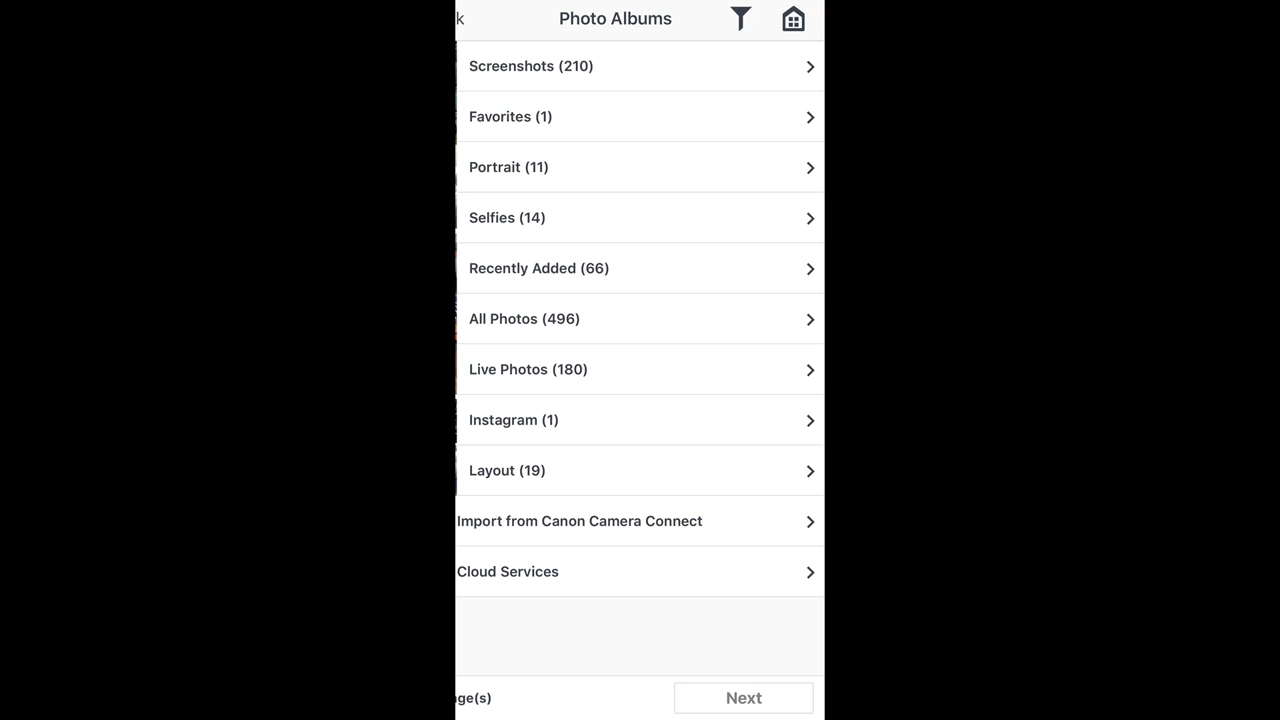 Photo Albums
Screenshots (210)
Favorites (1)
Portrait (11)
Selfies (14)
Recently Added (66)
All Photos (496)
Live Photos (180)
Instagram (1)
Layout (19)
Import from Canon Camera Connect
Cloud Services
Next